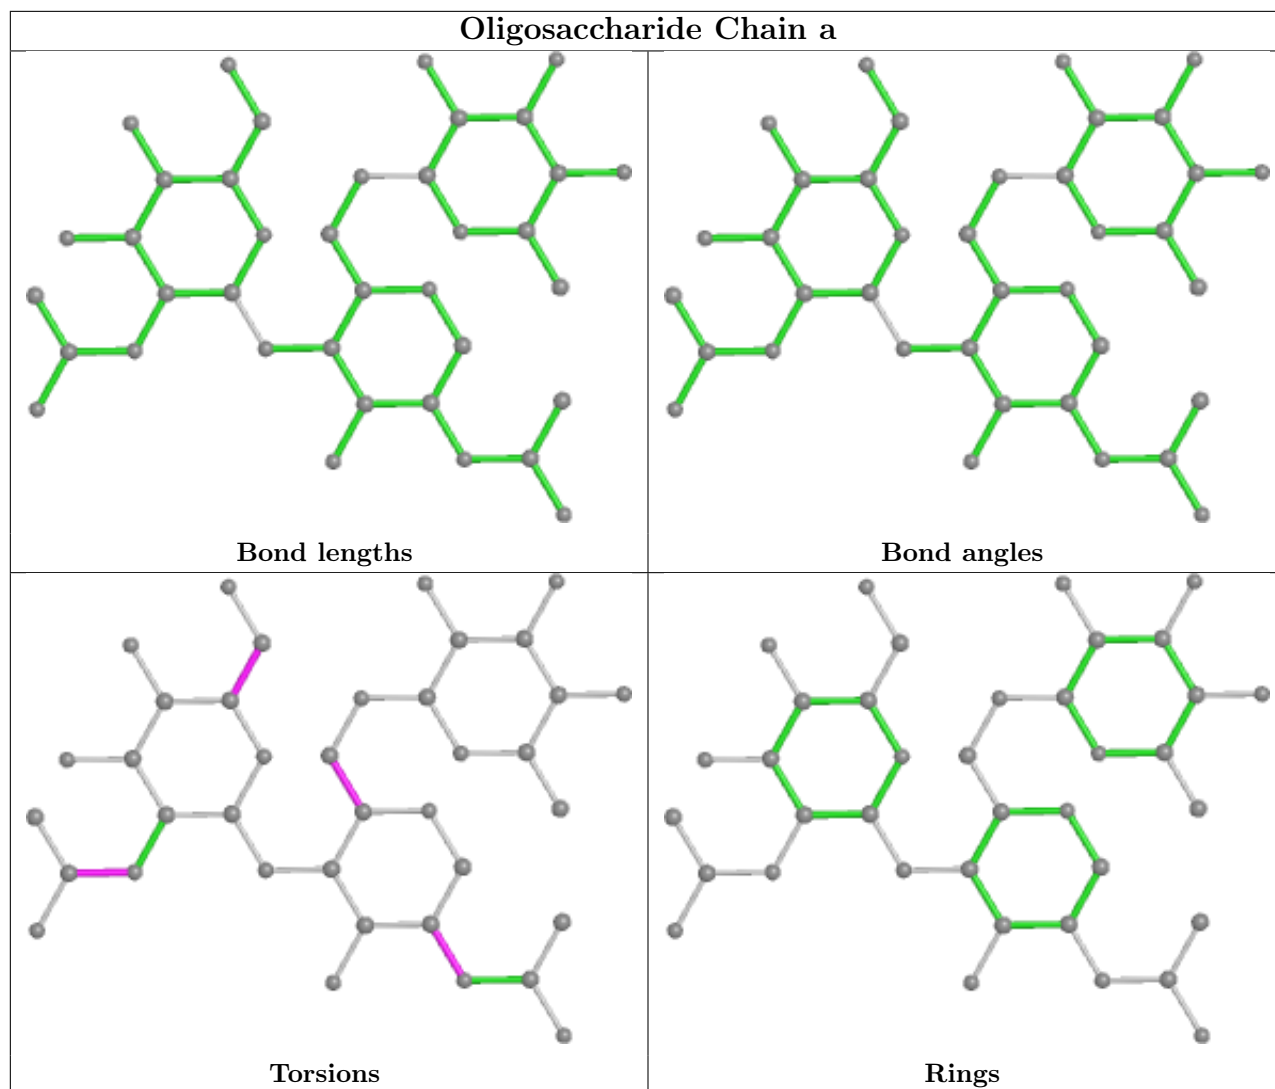 Oligosaccharide Chain a
Bond lengths
Bond angles
Torsions
Rings